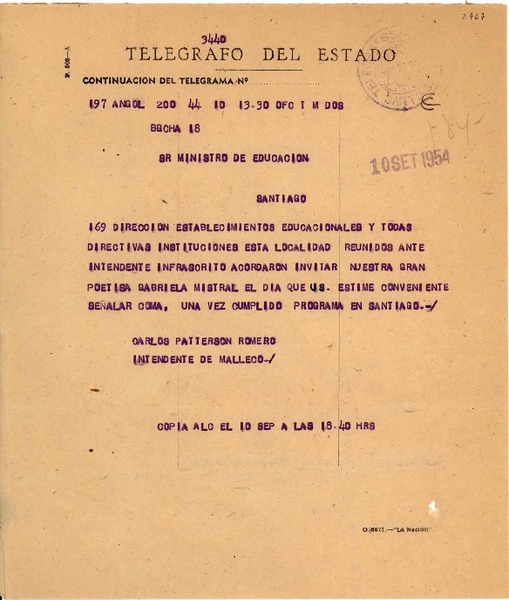 2767
3440
TELEGRAFO DEL ESTADO
CONTINUACION DEL TELEGRAMA Nº
197 ANGOL 200 44 10 13-30 OFC T M DOS
BQCHA 18
SR MINISTRO DE EDUCACION
10 SET 1954
SANTIAGO
169 DIRECCION ESTABLECIMIENTOS EDUCACIONALES Y TODAS
DIRECTIVAS INSTITUCIONES ESTA LOCALIDAD REUNIDOS ANTE
INTENDENTE INFRASCRITO ACORDARON INVITAR NUESTRA GRAN
POETISA GABRIELA MISTRAL EL DIA QUE US. ESTIME CONVENIENTE
SEÑALAR COMA, UNA VEZ CUMPLIDO PROGRAMA EN SANTIAGO.-/
CARLOS PATTERSON ROMERO
INTENDENTE DE MALLECO-/
COPIA ALC EL 10 SEP A LAS 18.40 HRS
"LA NACIÓN"